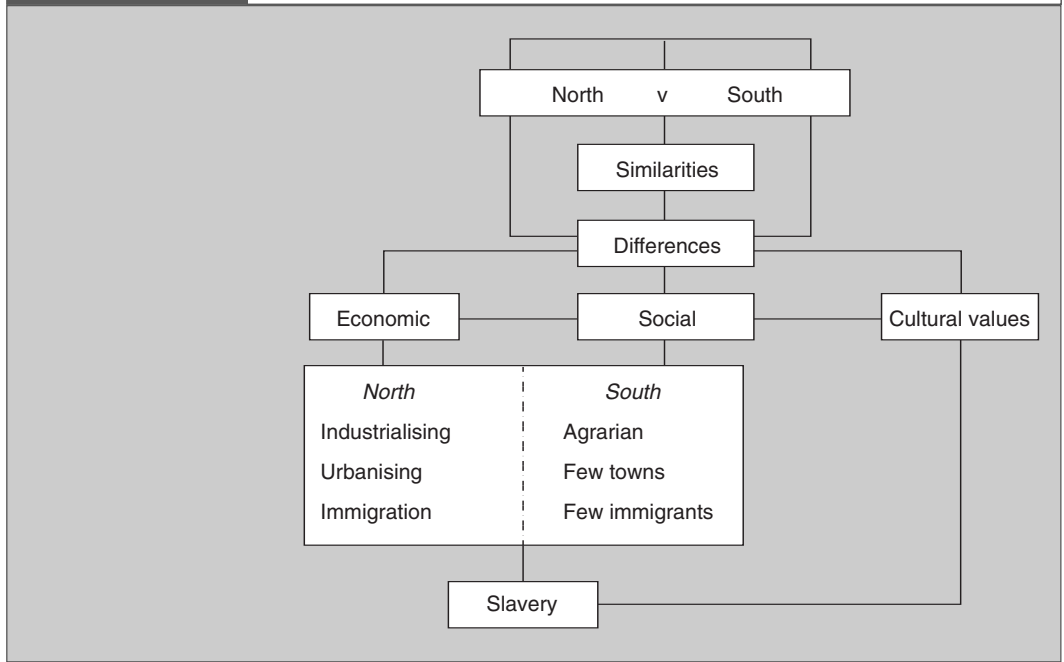 North v South
Similarities
Differences
Economic
Social
Cultural values
North South
Industrialising Agrarian
Urbanising Few towns
Immigration Few immigrants
Slavery